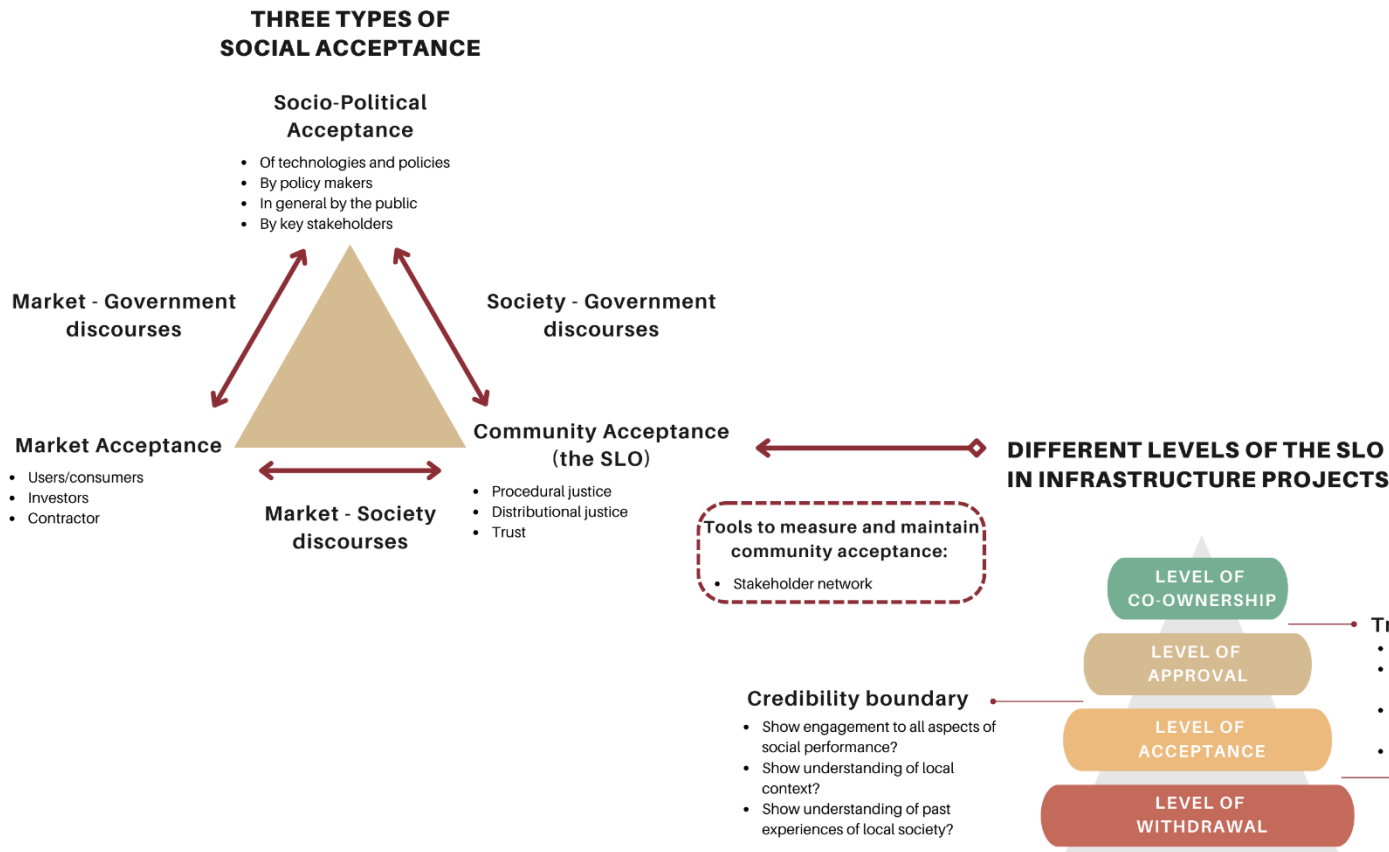 THREE TYPES OF
SOCIAL ACCEPTANCE
Socio-Political
Acceptance
• Of technologies and policies
• By policy makers
• In general by the public
• By key stakeholders
Market - Government
discourses
Society - Government
discourses
Market Acceptance
• Users/consumers
• Investors
• Contractor
Market - Society
discourses
Community Acceptance
(the SLO)
• Procedural justice
• Distributional justice
• Trust
DIFFERENT LEVELS OF THE SLO
IN INFRASTRUCTURE PROJECTS
Tools to measure and maintain
community acceptance:
• Stakeholder network
LEVEL OF
CO-OWNERSHIP
LEVEL OF
APPROVAL
Credibility boundary
• Show engagement to all aspects of
social performance?
• Show understanding of local
context?
• Show understanding of past
experiences of local society?
LEVEL OF
ACCEPTANCE
LEVEL OF
WITHDRAWAL